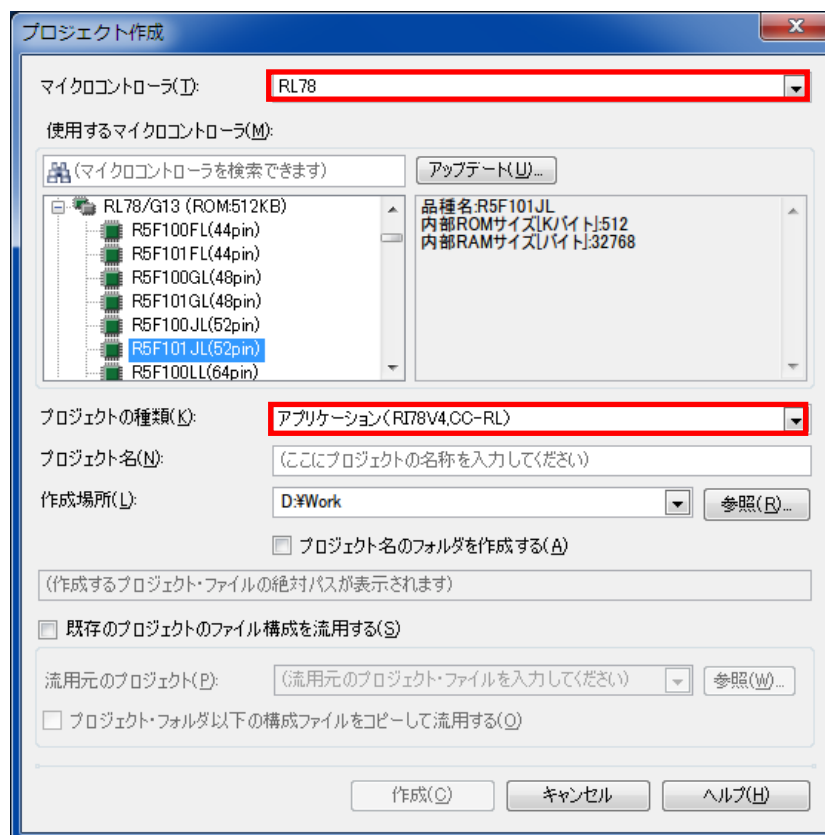 プロジェクト作成
マイクロコントローラ(T): RL78
使用するマイクロコントローラ(M):
(マイクロコントローラを検索できます) アップデート(U)...
RL78/G13 (ROM:512KB)
R5F100FL(44pin)
R5F101FL(44pin)
R5F100GL(48pin)
R5F101GL(48pin)
R5F100JL(52pin)
R5F101JL(52pin)
R5F100LL(64pin)
品種名:R5F101JL
内部ROMサイズ[Kバイト]:512
内部RAMサイズ[バイト]:32768
プロジェクトの種類(K): アプリケーション(RI78V4,CC-RL)
プロジェクト名(N): (ここにプロジェクトの名称を入力してください)
作成場所(L): D:¥Work 参照(R)...
プロジェクト名のフォルダを作成する(A)
(作成するプロジェクト・ファイルの絶対パスが表示されます)
既存のプロジェクトのファイル構成を流用する(S)
流用元のプロジェクト(P): (流用元のプロジェクト・ファイルを入力してください) 参照(W)...
プロジェクト・フォルダ以下の構成ファイルをコピーして流用する(O)
作成(C) キャンセル ヘルプ(H)